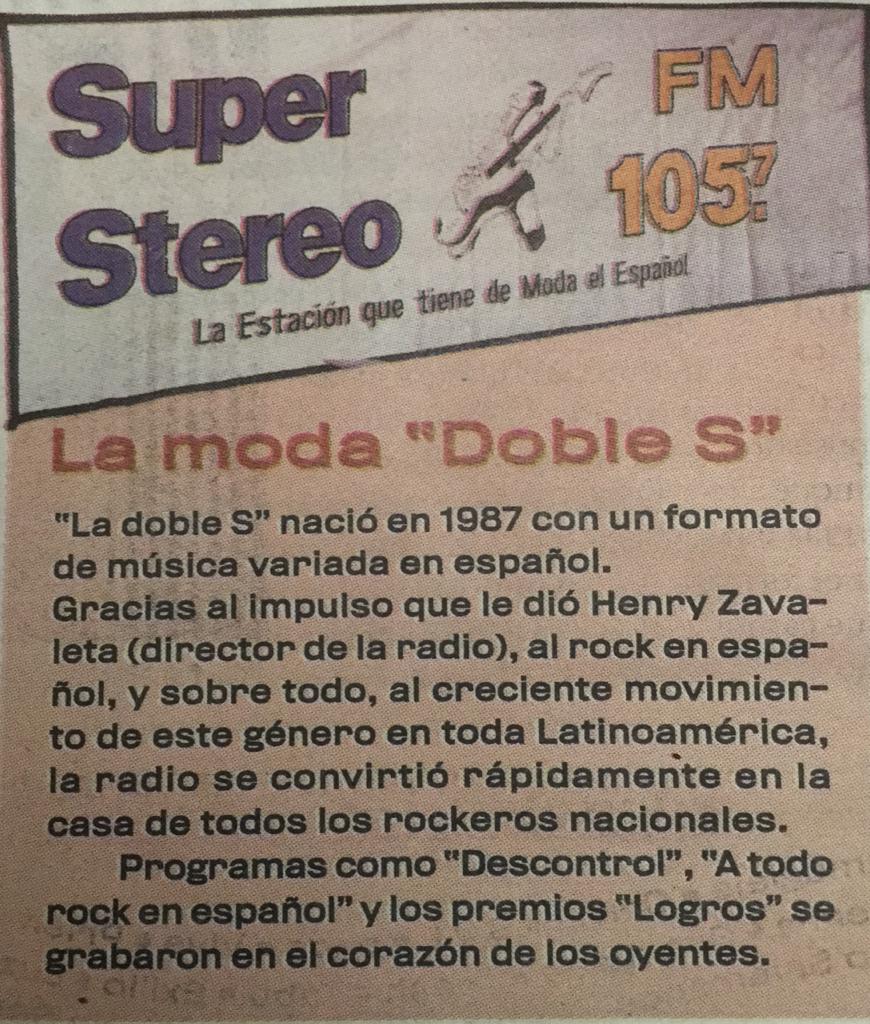 Super
Stereo
FM
105.7
La Estación que tiene de Moda el Español
La moda "Doble S"
"La doble S" nació en 1987 con un formato
de música variada en español.
Gracias al impulso que le dió Henry Zava-
leta (director de la radio), al rock en espa-
ñol, y sobre todo, al creciente movimien-
to de este género en toda Latinoamérica,
la radio se convirtió rápidamente en la
casa de todos los rockeros nacionales.
Programas como "Descontrol", "A todo
rock en español" y los premios "Logros" se
grabaron en el corazón de los oyentes.